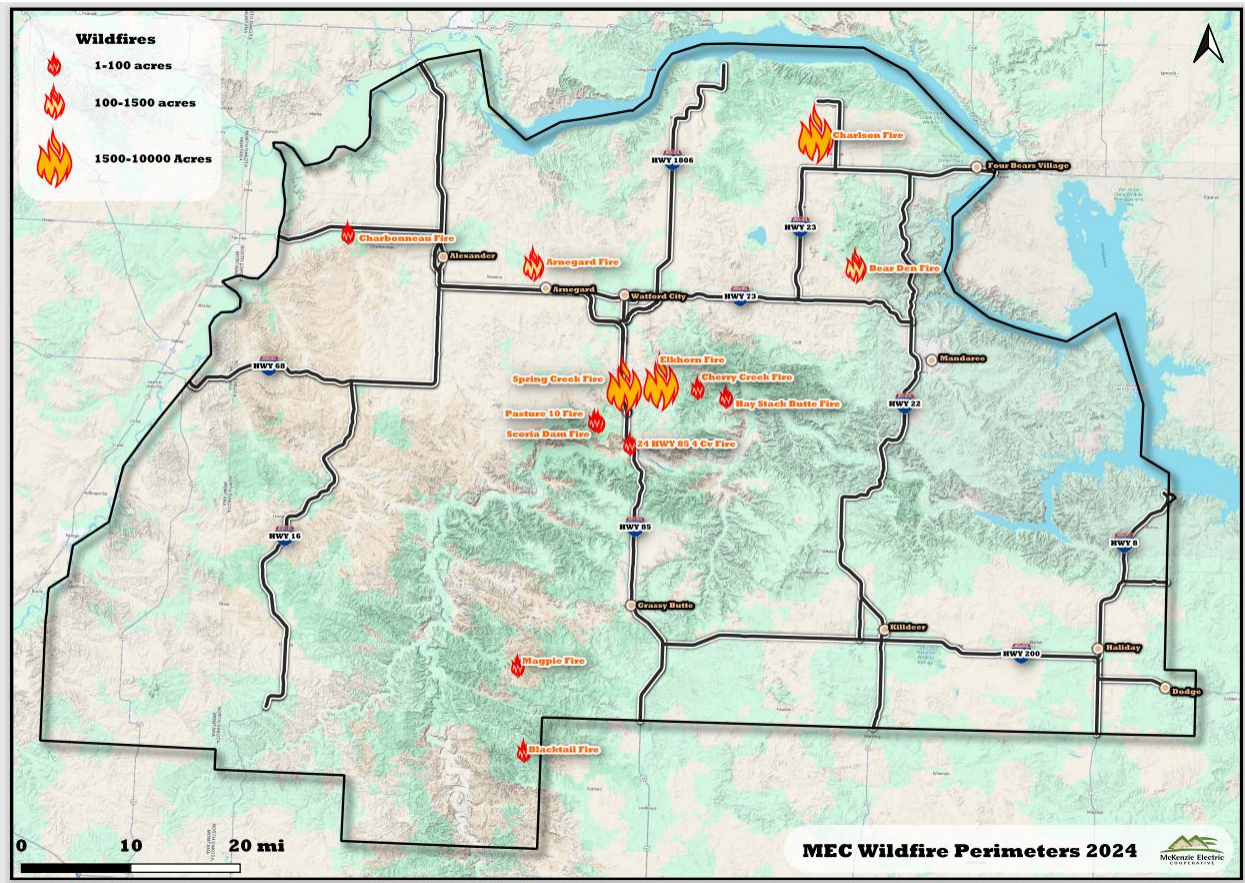 Wildfires
1-100 acres
100-1500 acres
1500-10000 Acres
Charlson Fire
HWY 1806
Four Bears Village
HWY 23
Charbonneau Fire
Alexander
Arnegard Fire
Bear Den Fire
Arnegard
Watford City
HWY 73
Elkhorn Fire
Mandaree
HWY 68
Spring Creek Fire
Cherry Creek Fire
Hay Stack Butte Fire
HWY 22
Pasture 10 Fire
Scoria Dam Fire
24 HWY 85 4 Cv Fire
HWY 85
HWY 16
HWY 8
Grassy Butte
Killdeer
Haliday
HWY 200
Magpie Fire
Dodge
Blacktail Fire
0 10 20 mi
MEC Wildfire Perimeters 2024
McKenzie Electric
COOPERATIVE